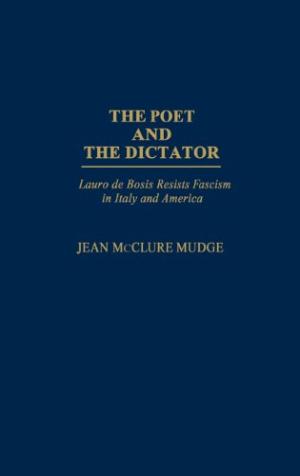 THE POET
AND
THE DICTATOR
Lauro de Bosis Resists Fascism
in Italy and America
JEAN McCLURE MUDGE